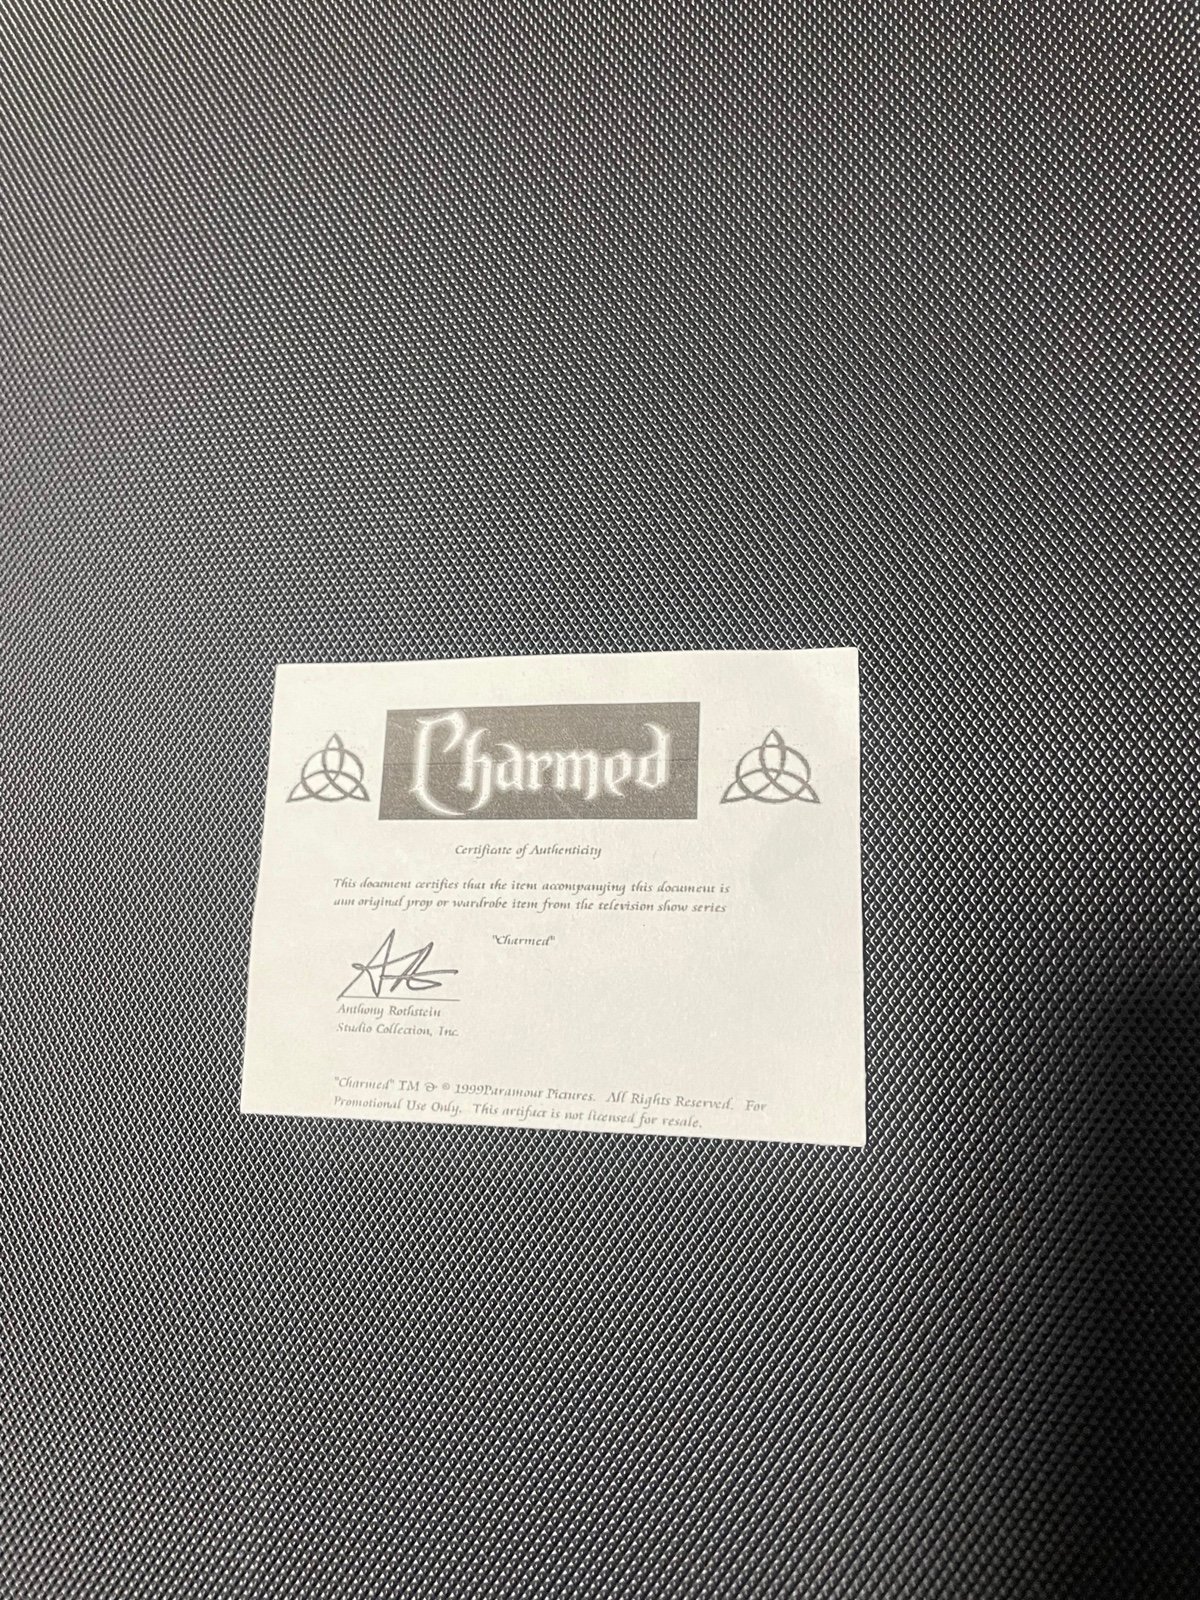 Charmed
Certificate of Authenticity
This document certifies that the item accompanying this document is
aun original prop or wardrobe item from the television show series
"Charmed"
Anthony Rothstein
Studio Collection, Inc.
"Charmed" TM & © 1999Paramour Pictures. All Rights Reserved. For
Promotional Use Only. This artifact is not licensed for resale.